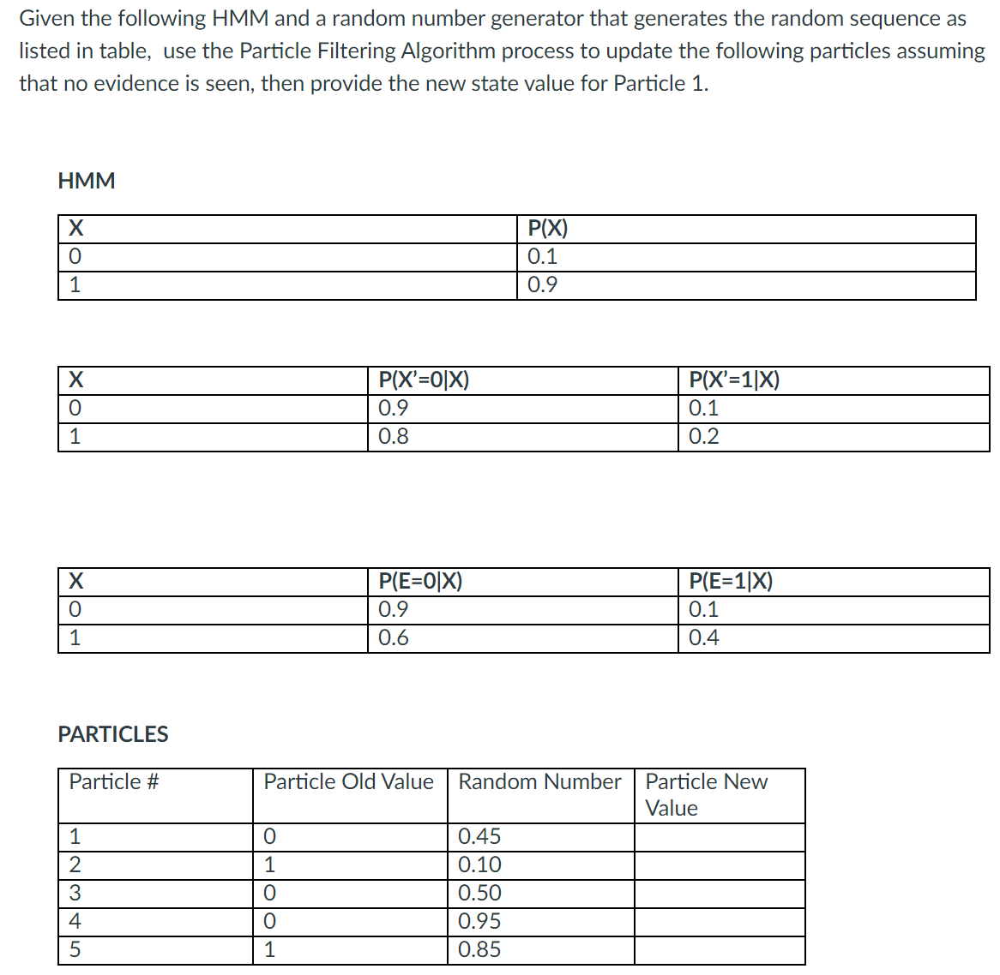 Given the following HMM and a random number generator that generates the random sequence as
listed in table, use the Particle Filtering Algorithm process to update the following particles assuming
that no evidence is seen, then provide the new state value for Particle 1.
HMM
X P(X)
0 0.1
1 0.9
X P(X’=0|X) P(X’=1|X)
0 0.9 0.1
1 0.8 0.2
X P(E=0|X) P(E=1|X)
0 0.9 0.1
1 0.6 0.4
PARTICLES
Particle # Particle Old Value Random Number Particle New
Value
1 0 0.45
2 1 0.10
3 0 0.50
4 0 0.95
5 1 0.85